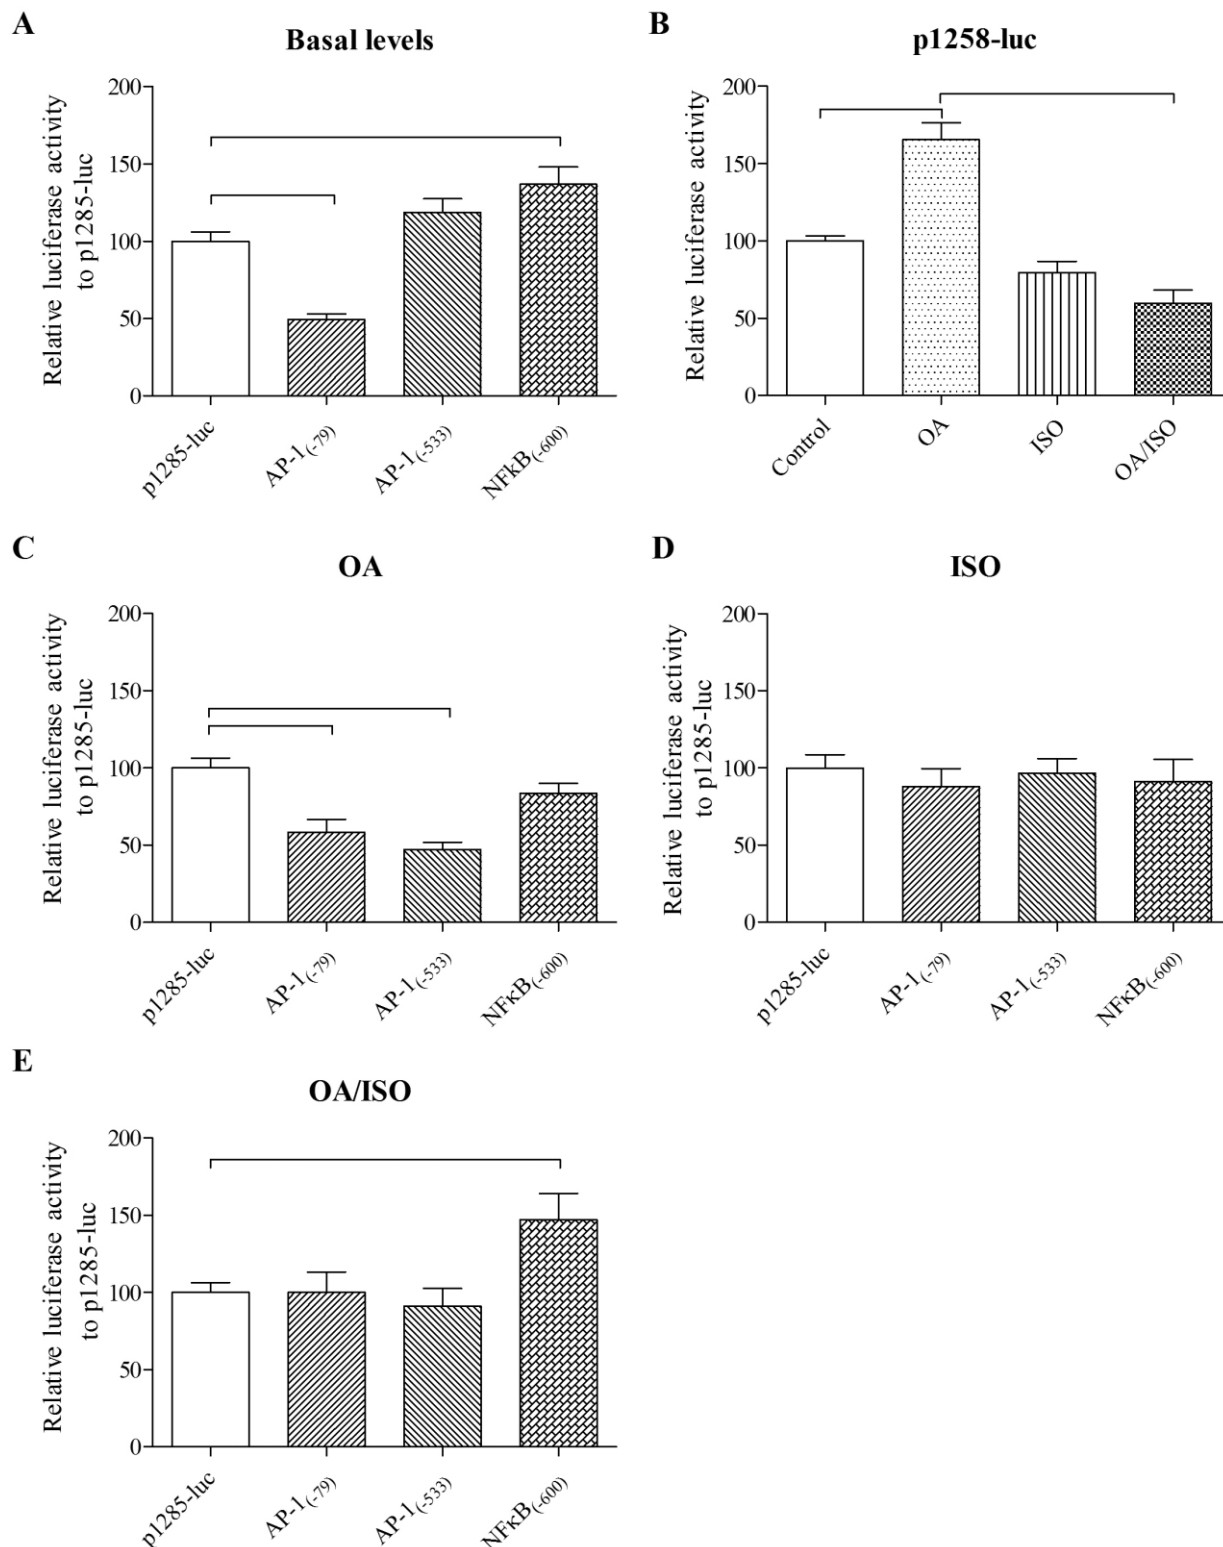 A
Basal levels
Relative luciferase activity
to p1285-luc
200
150
100
50
0
p1285-luc
AP-1(-79)
AP-1(-533)
NFkB(-600)
B
p1258-luc
Relative luciferase activity
200
150
100
50
0
Control
OA
ISO
OA/ISO
C
OA
Relative luciferase activity
to p1285-luc
200
150
100
50
0
p1285-luc
AP-1(-79)
AP-1(-533)
NFκB(-600)
D
ISO
Relative luciferase activity
to p1285-luc
200
150
100
50
0
p1285-luc
AP-1(-79)
AP-1(-533)
NFκB(-600)
E
OA/ISO
Relative luciferase activity
to p1285-luc
200
150
100
50
0
p1285-luc
AP-1(-79)
AP-1(-533)
NFκB(-600)